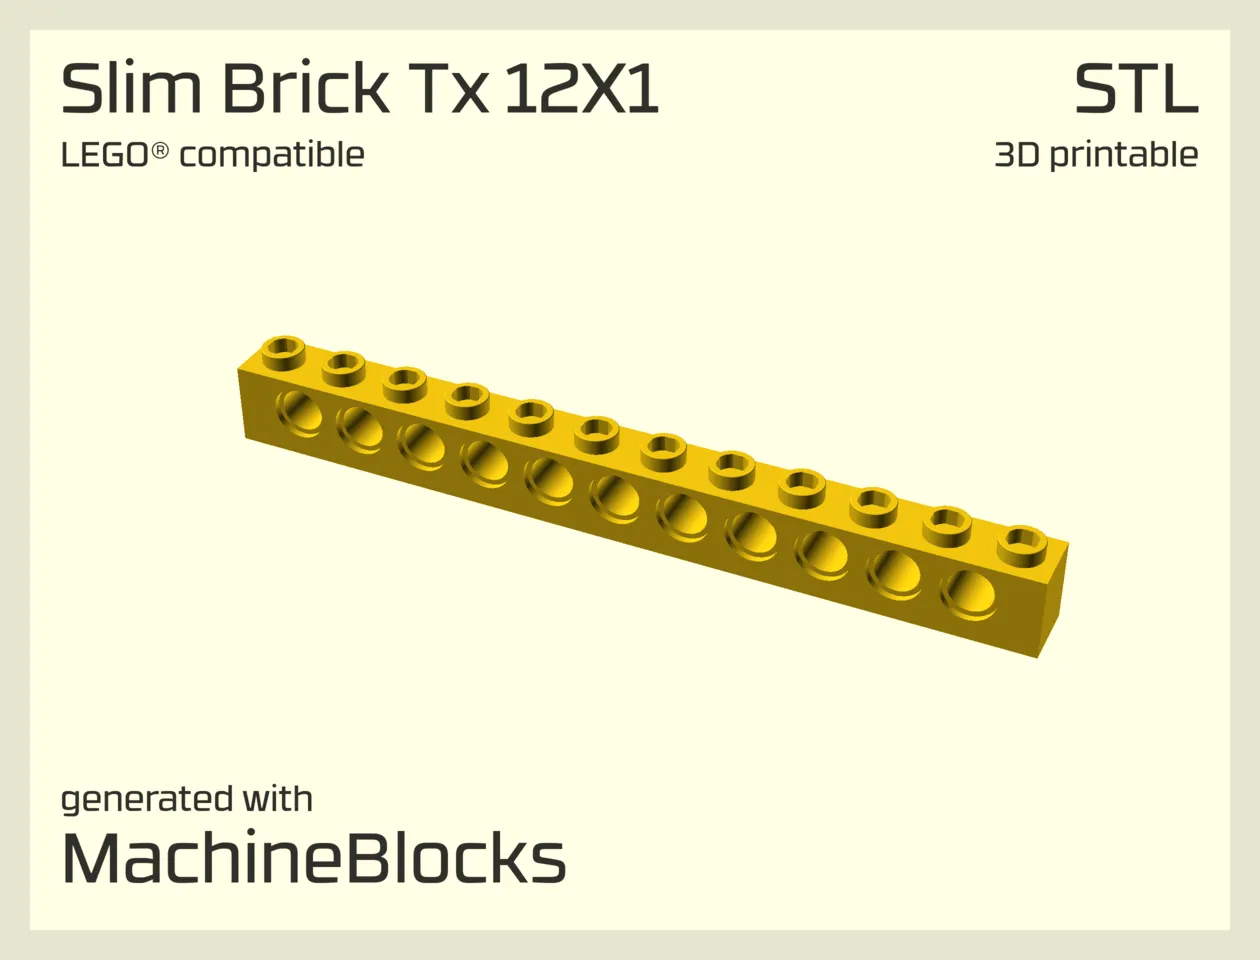 Slim Brick Tx 12X1
STL
LEGO® compatible
3D printable
generated with
MachineBlocks